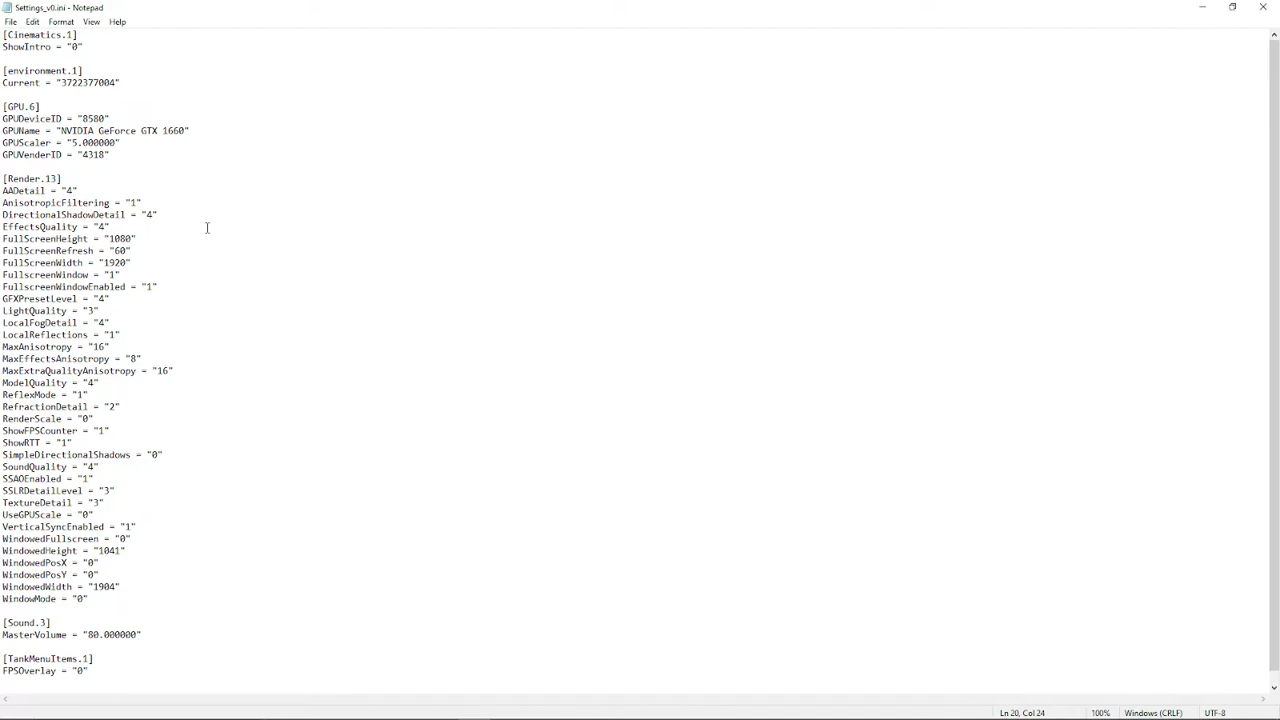 Settings_v0.ini - Notepad
File Edit Format View Help
[Cinematics.1]
ShowIntro = "0"
[environment.1]
Current = "3722377004"
[GPU.6]
GPUDeviceID = "8580"
GPUName = "NVIDIA GeForce GTX 1660"
GPUScaler = "5.000000"
GPUVenderID = "4318"
[Render.13]
AADetail = "4"
AnisotropicFiltering = "1"
DirectionalShadowDetail = "4"
EffectsQuality = "4"
FullScreenHeight = "1080"
FullScreenRefresh = "60"
FullScreenWidth = "1920"
FullscreenWindow = "1"
FullscreenWindowEnabled = "1"
GFXPresetLevel = "4"
LightQuality = "3"
LocalFogDetail = "4"
LocalReflections = "1"
MaxAnisotropy = "16"
MaxEffectsAnisotropy = "8"
MaxExtraQualityAnisotropy = "16"
ModelQuality = "4"
ReflexMode = "1"
RefractionDetail = "2"
RenderScale = "0"
ShowFPSCounter = "1"
ShowRTT = "1"
SimpleDirectionalShadows = "0"
SoundQuality = "4"
SSAOEnabled = "1"
SSLRDetailLevel = "3"
TextureDetail = "3"
UseGPUScale = "0"
VerticalSyncEnabled = "1"
WindowedFullscreen = "0"
WindowedHeight = "1041"
WindowedPosX = "0"
WindowedPosY = "0"
WindowedWidth = "1904"
WindowMode = "0"
[Sound.3]
MasterVolume = "80.000000"
[TankMenuItems.1]
FPSOverlay = "0"
Ln 20, Col 24 100% Windows (CRLF) UTF-8